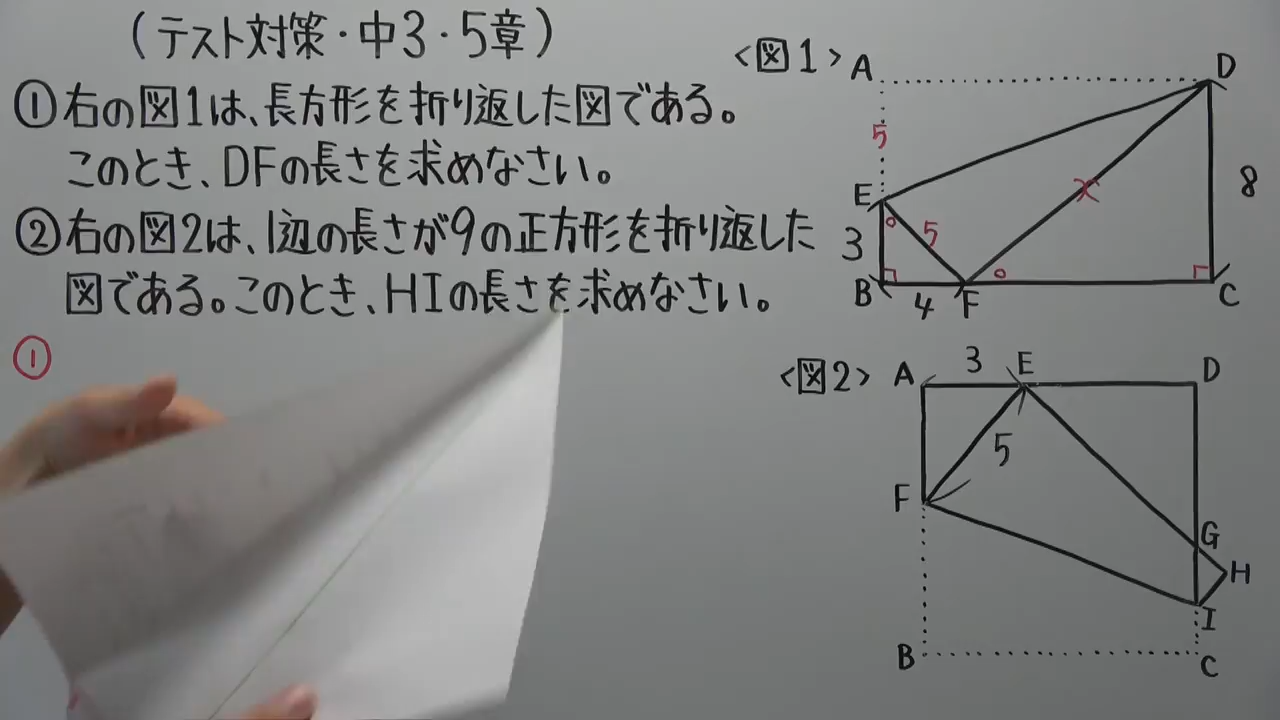 (テスト対策・中3・5章)
①右の図1は、長方形を折り返した図である。
このとき、DFの長さを求めなさい。
②右の図2は、1辺の長さが9の正方形を折り返した
図である。このとき、HIの長さを求めなさい。
①
<図1>
A
D
5
x
8
E
5
3
B
4
F
C
<図2>
A
3
E
D
5
F
G
H
I
B
C